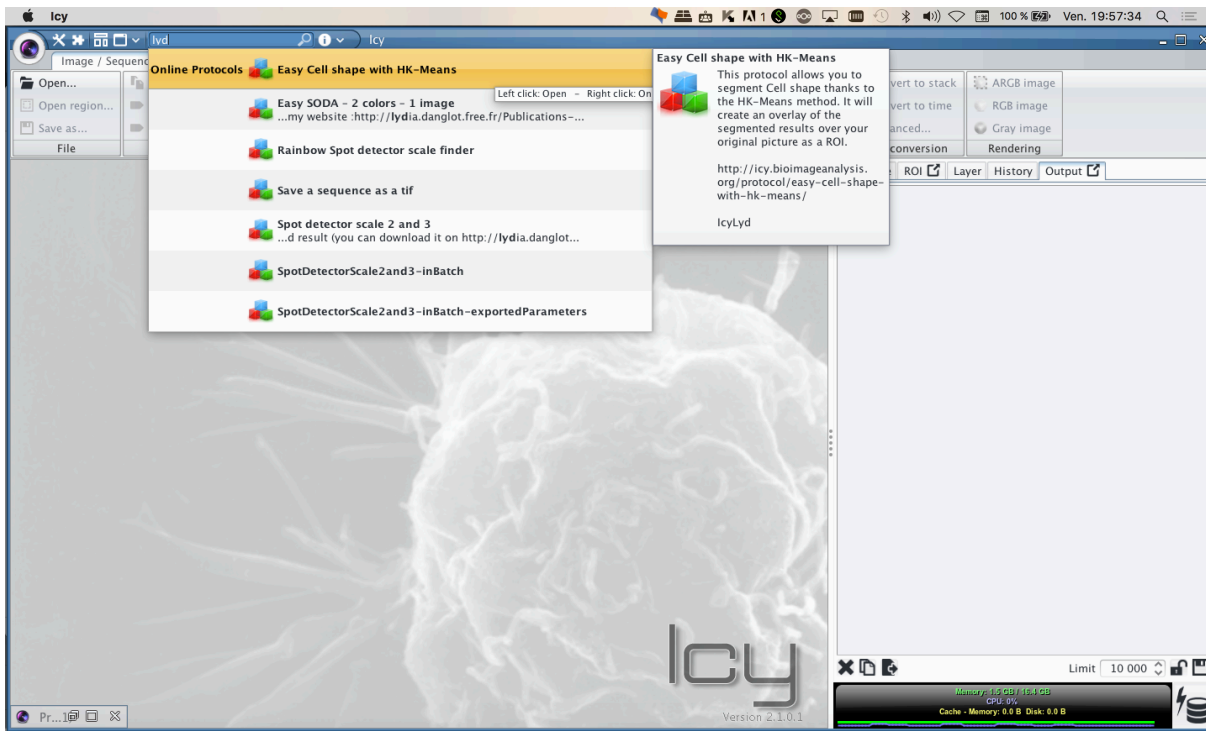 Icy
1
100 %
Ven. 19:57:34
lyd
Icy
Image / Sequenc
Open...
Open region...
Save as...
File
Online Protocols
Easy Cell shape with HK-Means
Left click: Open - Right click: On
Easy SODA - 2 colors - 1 image
...my website :http://lydia.danglot.free.fr/Publications-...
Rainbow Spot detector scale finder
Save a sequence as a tif
Spot detector scale 2 and 3
...d result (you can download it on http://lydia.danglot...
SpotDetectorScale2and3-inBatch
SpotDetectorScale2and3-inBatch-exportedParameters
Easy Cell shape with HK-Means
This protocol allows you to
segment Cell shape thanks to
the HK-Means method. It will
create an overlay of the
segmented results over your
original picture as a ROI.
http://icy.bioimageanalysis.
org/protocol/easy-cell-shape-
with-hk-means/
IcyLyd
vert to stack
vert to time
anced...
conversion
ARGB image
RGB image
Gray image
Rendering
ROI
Layer
History
Output
Icy
Version 2.1.0.1
Limit
10 000
Memory: 1.5 GB / 16.4 GB
CPU: 0%
Cache - Memory: 0.0 B Disk: 0.0 B
Pr...1